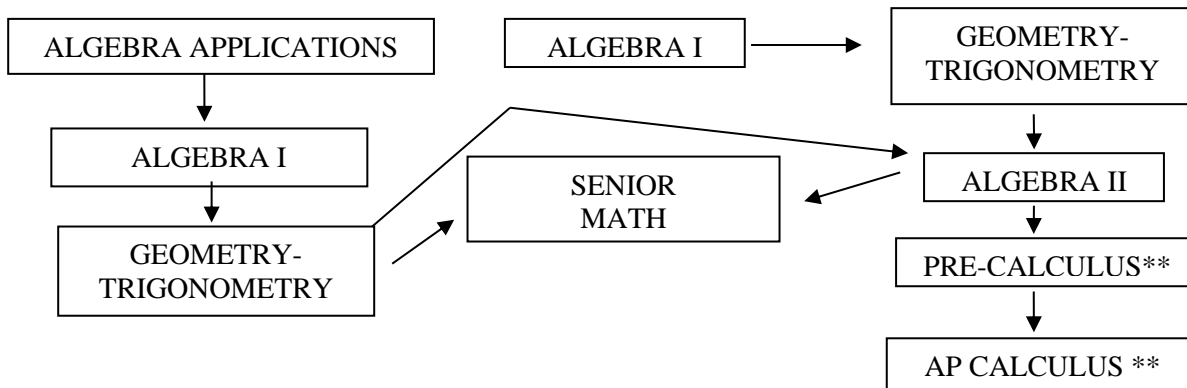 ALGEBRA APPLICATIONS
ALGEBRA I
GEOMETRY-
TRIGONOMETRY
ALGEBRA I
GEOMETRY-
TRIGONOMETRY
SENIOR
MATH
ALGEBRA II
PRE-CALCULUS**
AP CALCULUS **